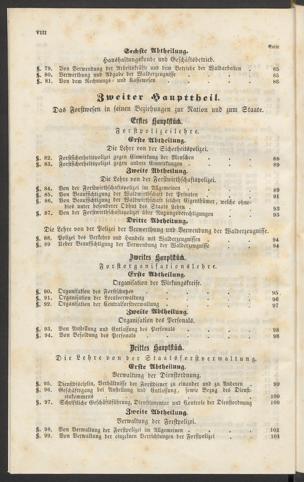 VIII
Seite
Sechste Abtheilung.
Haushaltungskunde und Geschäftsbetrieb.
§. 79. Von Verwendung der Arbeitskräfte und dem Betriebe der Waldarbeiten . 65
§. 80. Verwerthung und Abgabe der Walderzeugnisse . 65
§. 81. Von dem Rechnungs- und Kassewesen . 86
Zweiter Haupttheil.
Das Forstwesen in seinen Beziehungen zur Nation und zum Staate.
Erstes Hauptstück.
Forstpolizeilehre.
Erste Abtheilung.
Die Lehre von der Sicherheitspolizei.
§. 82. Forstsicherheitspolizei gegen Einwirkung der Menschen . 88
§. 83. Forstsicherheitspolizei gegen andere Einwirkungen . 89
Zweite Abtheilung.
Die Lehre von der Forstwirthschaftspolizei.
§. 84. Von der Forstwirthschaftspolizei im Allgemeinen . 89
§. 85. Von Beaufsichtigung der Waldwirthschaft der Privaten . 91
§. 86. Von Beaufsichtigung der Waldwirthschaft solcher Eigenthümer, welche ohne-
dies unter besonderer Obhut des Staats stehen . 93
§. 87. Von der Forstwirthschaftspolizei über Nutzungsberechtigungen . 93
Dritte Abtheilung.
Die Lehre von der Polizei der Verwerthung und Verwendung der Walderzeugnisse.
§. 88. Polizei des Verkehrs und Handels mit Walderzeugnissen . 94
§. 89. Ueber Beaufsichtigung der Verwendung der Walderzeugnisse . 94
Zweites Hauptstück.
Forstorganisationslehre.
Erste Abtheilung.
Organisation der Wirkungskreise.
§. 90. Organisation des Forstschutzes . 95
§. 91. Organisation der Localverwaltung . 96
§. 92. Organisation der Centralforstverwaltung . 97
Zweite Abtheilung.
Organisation des Personals.
§. 93. Von Anstellung und Entlassung des Personals . 98
§. 94. Von Besoldung des Personals . 98
Drittes Hauptstück.
Die Lehre von der Staatsforstverwaltung.
Erste Abtheilung.
Verwaltung der Dienstordnung.
§. 95. Dienstdisciplin, Verhältnisse der Forstdiener zu einander und zu Anderen . 99
§. 96. Geschäftsgang bei Anstellung und Entlassung, sowie Bezug des Dienst-
einkommens . 100
§. 97. Schriftliche Geschäftsführung, Dienstinventar und Controle der Dienstordnung 100
Zweite Abtheilung.
Verwaltung der Forstpolizei.
§. 98. Von Verwaltung der Forstpolizei im Allgemeinen . 101
§. 99. Von Verwaltung der einzelnen Verrichtungen der Forstpolizei . 101